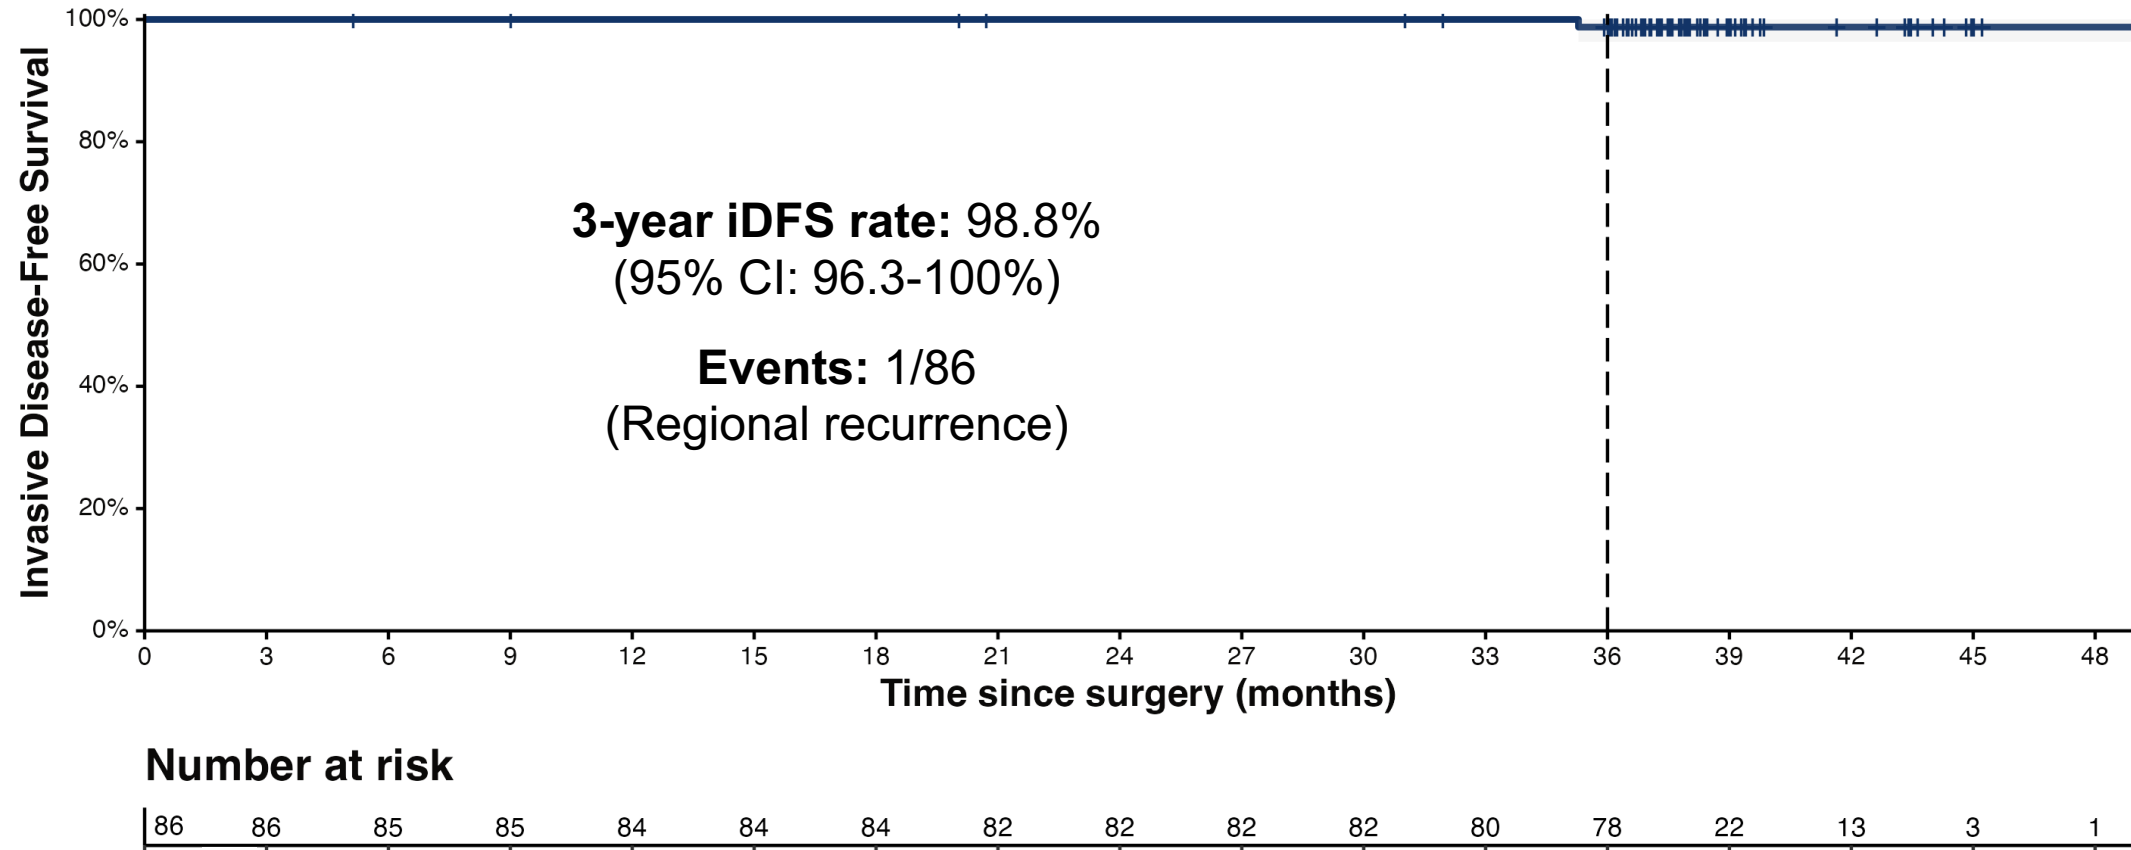 100%
80%
60%
40%
20%
0%
Invasive Disease-Free Survival
3-year iDFS rate: 98.8%
(95% CI: 96.3-100%)
Events: 1/86
(Regional recurrence)
0 3 6 9 12 15 18 21 24 27 30 33 36 39 42 45 48
Time since surgery (months)
Number at risk
86 86 85 85 84 84 84 82 82 82 82 80 78 22 13 3 1